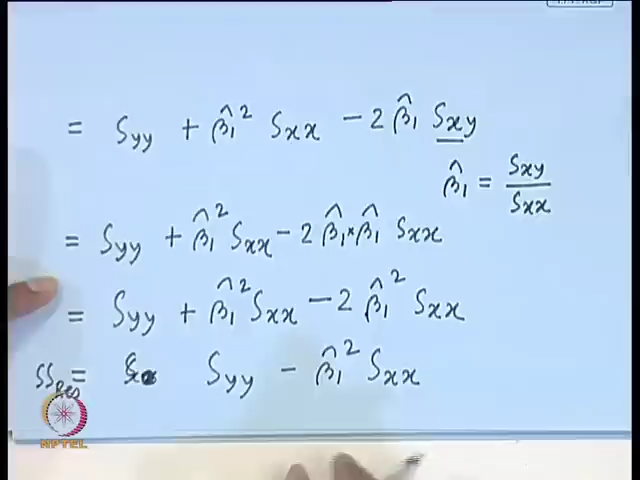 = Syy + β̂₁² Sxx − 2 β̂₁ Sxy
β̂₁ = Sxy / Sxx
= Syy + β̂₁² Sxx − 2 β̂₁ × β̂₁ Sxx
= Syy + β̂₁² Sxx − 2 β̂₁² Sxx
SS_Res = Syy − β̂₁² Sxx
NPTEL